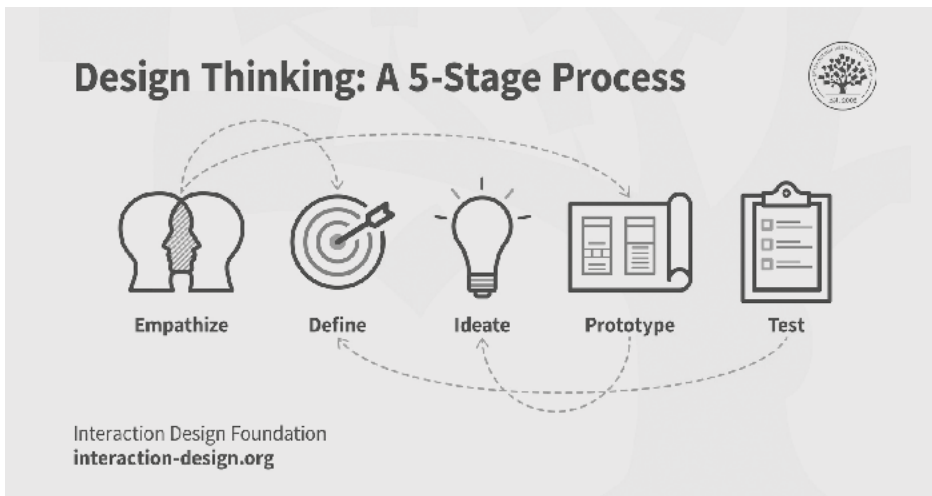 Design Thinking: A 5-Stage Process
Empathize
Define
Ideate
Prototype
Test
Interaction Design Foundation
interaction-design.org